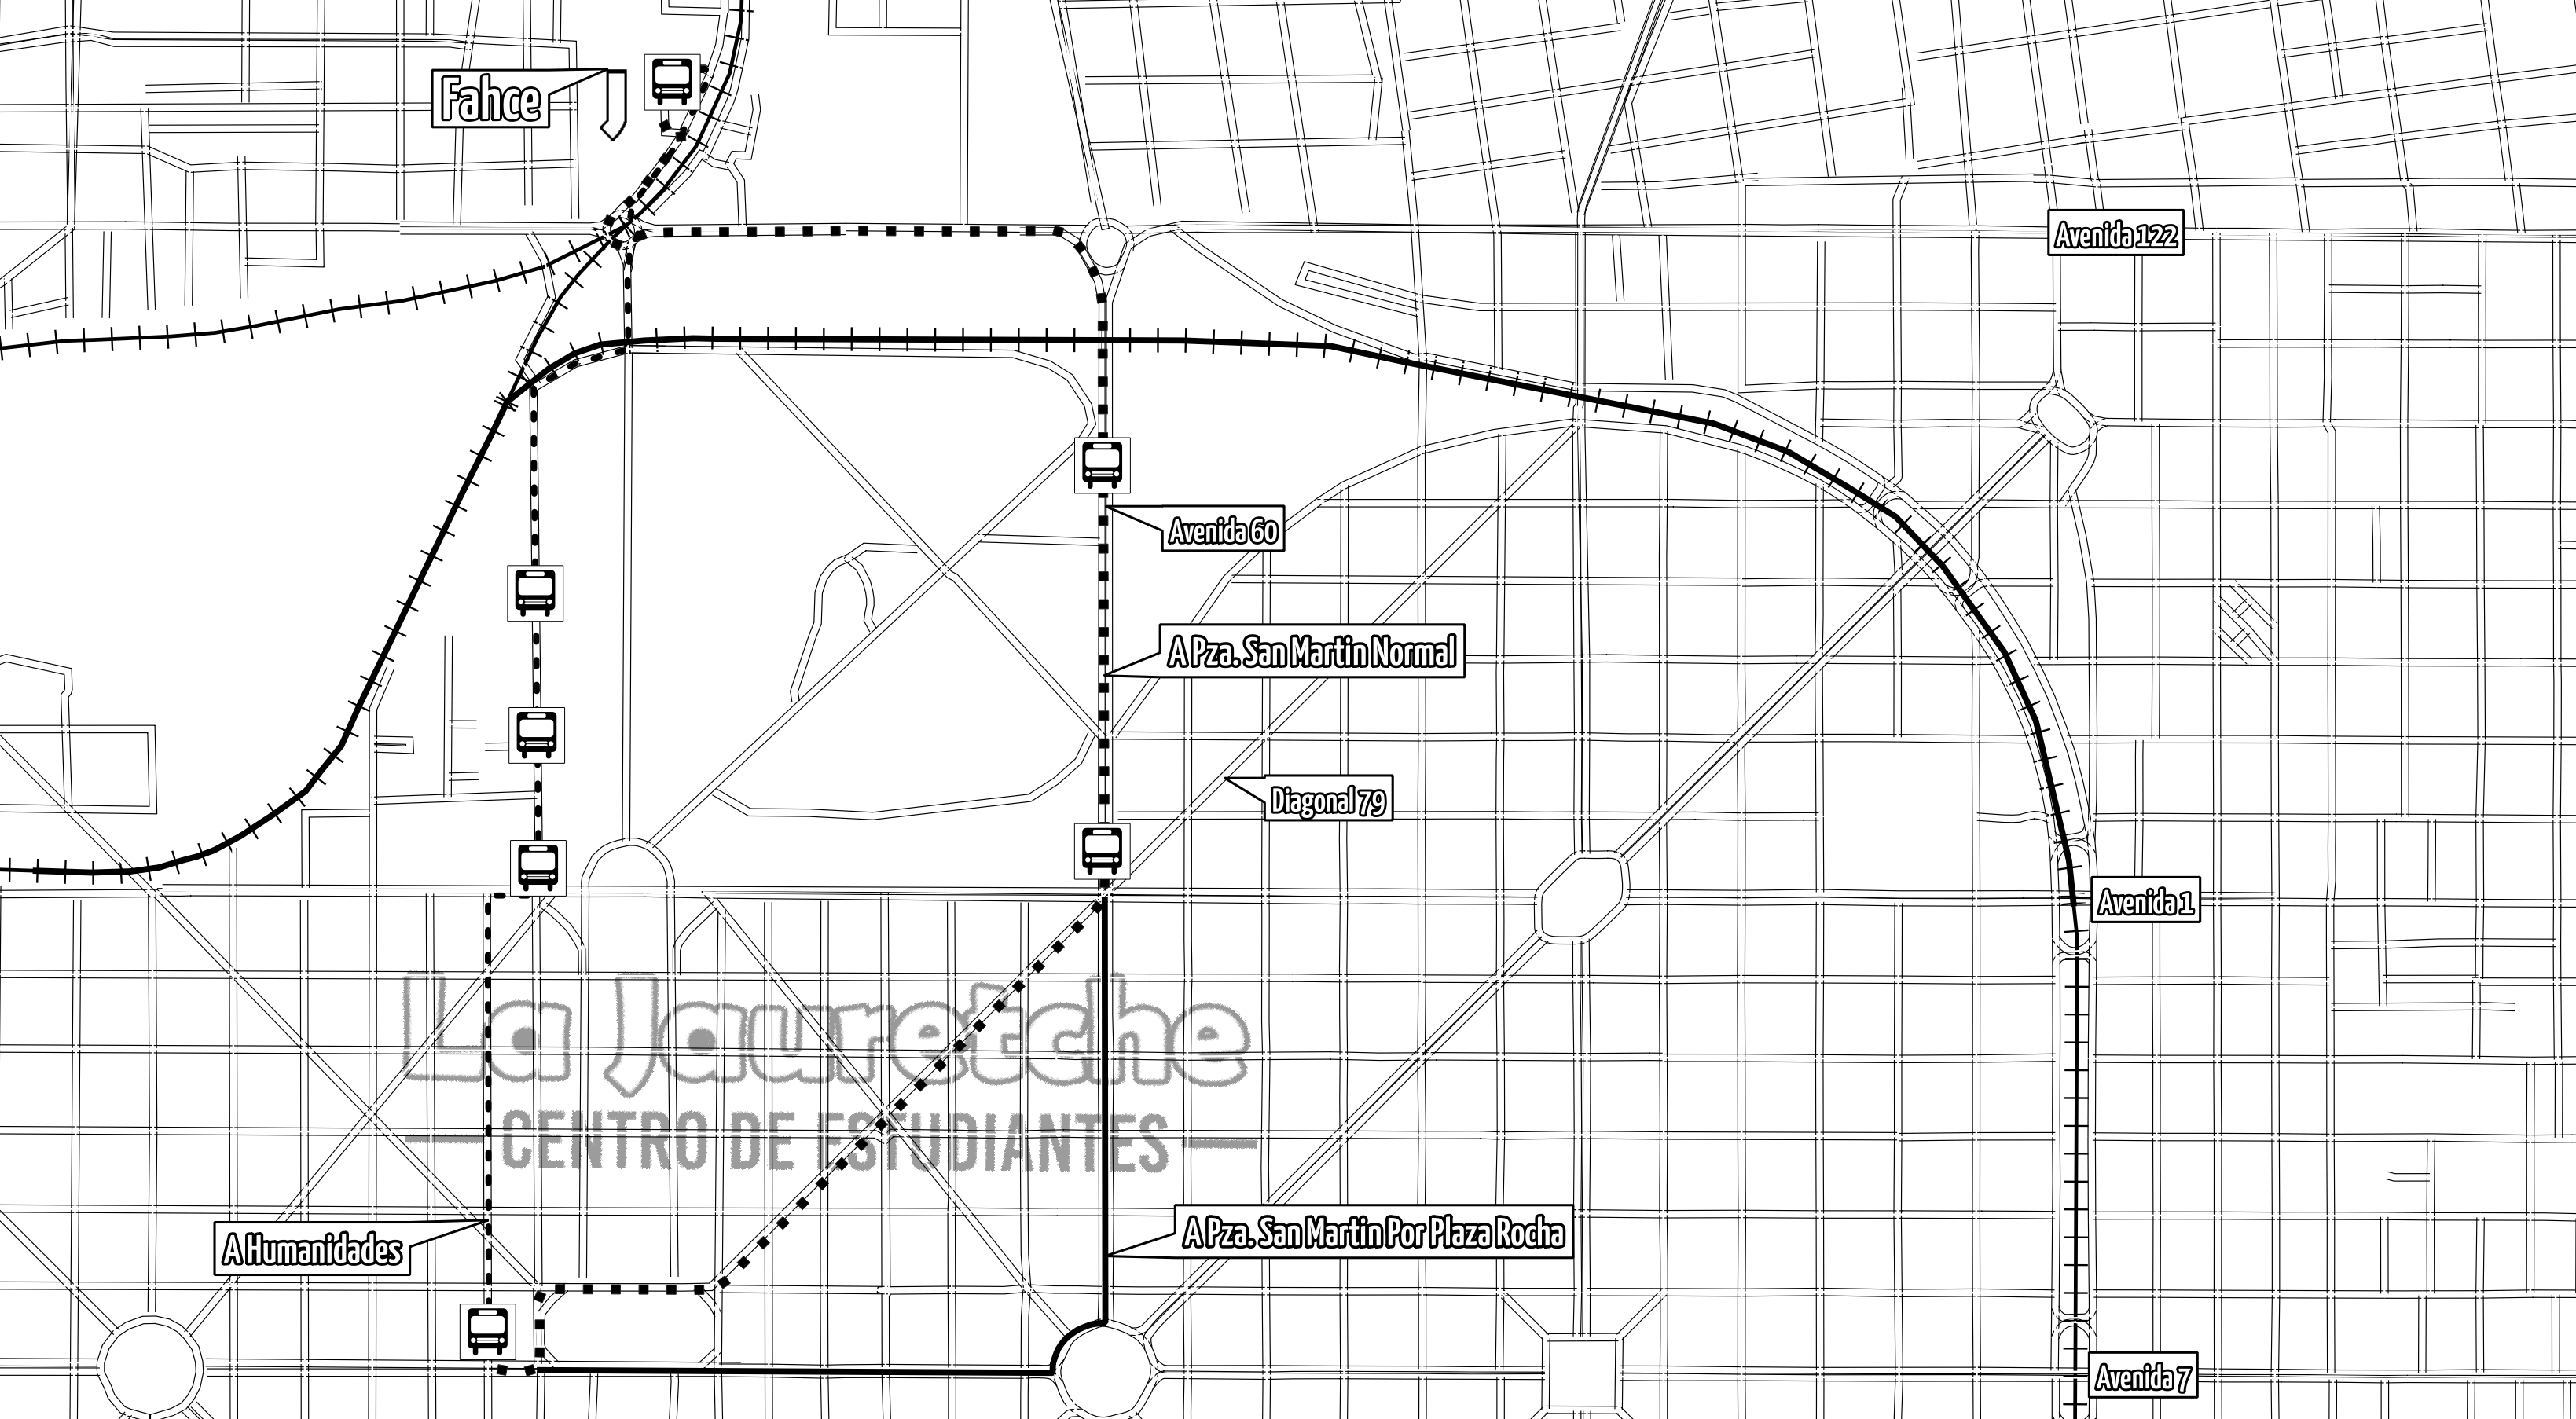 Fahce
Avenida 122
Avenida 60
A Pza. San Martin Normal
Diagonal 79
Avenida 1
La Jauretche
CENTRO DE ESTUDIANTES
A Pza. San Martin Por Plaza Rocha
A Humanidades
Avenida 7